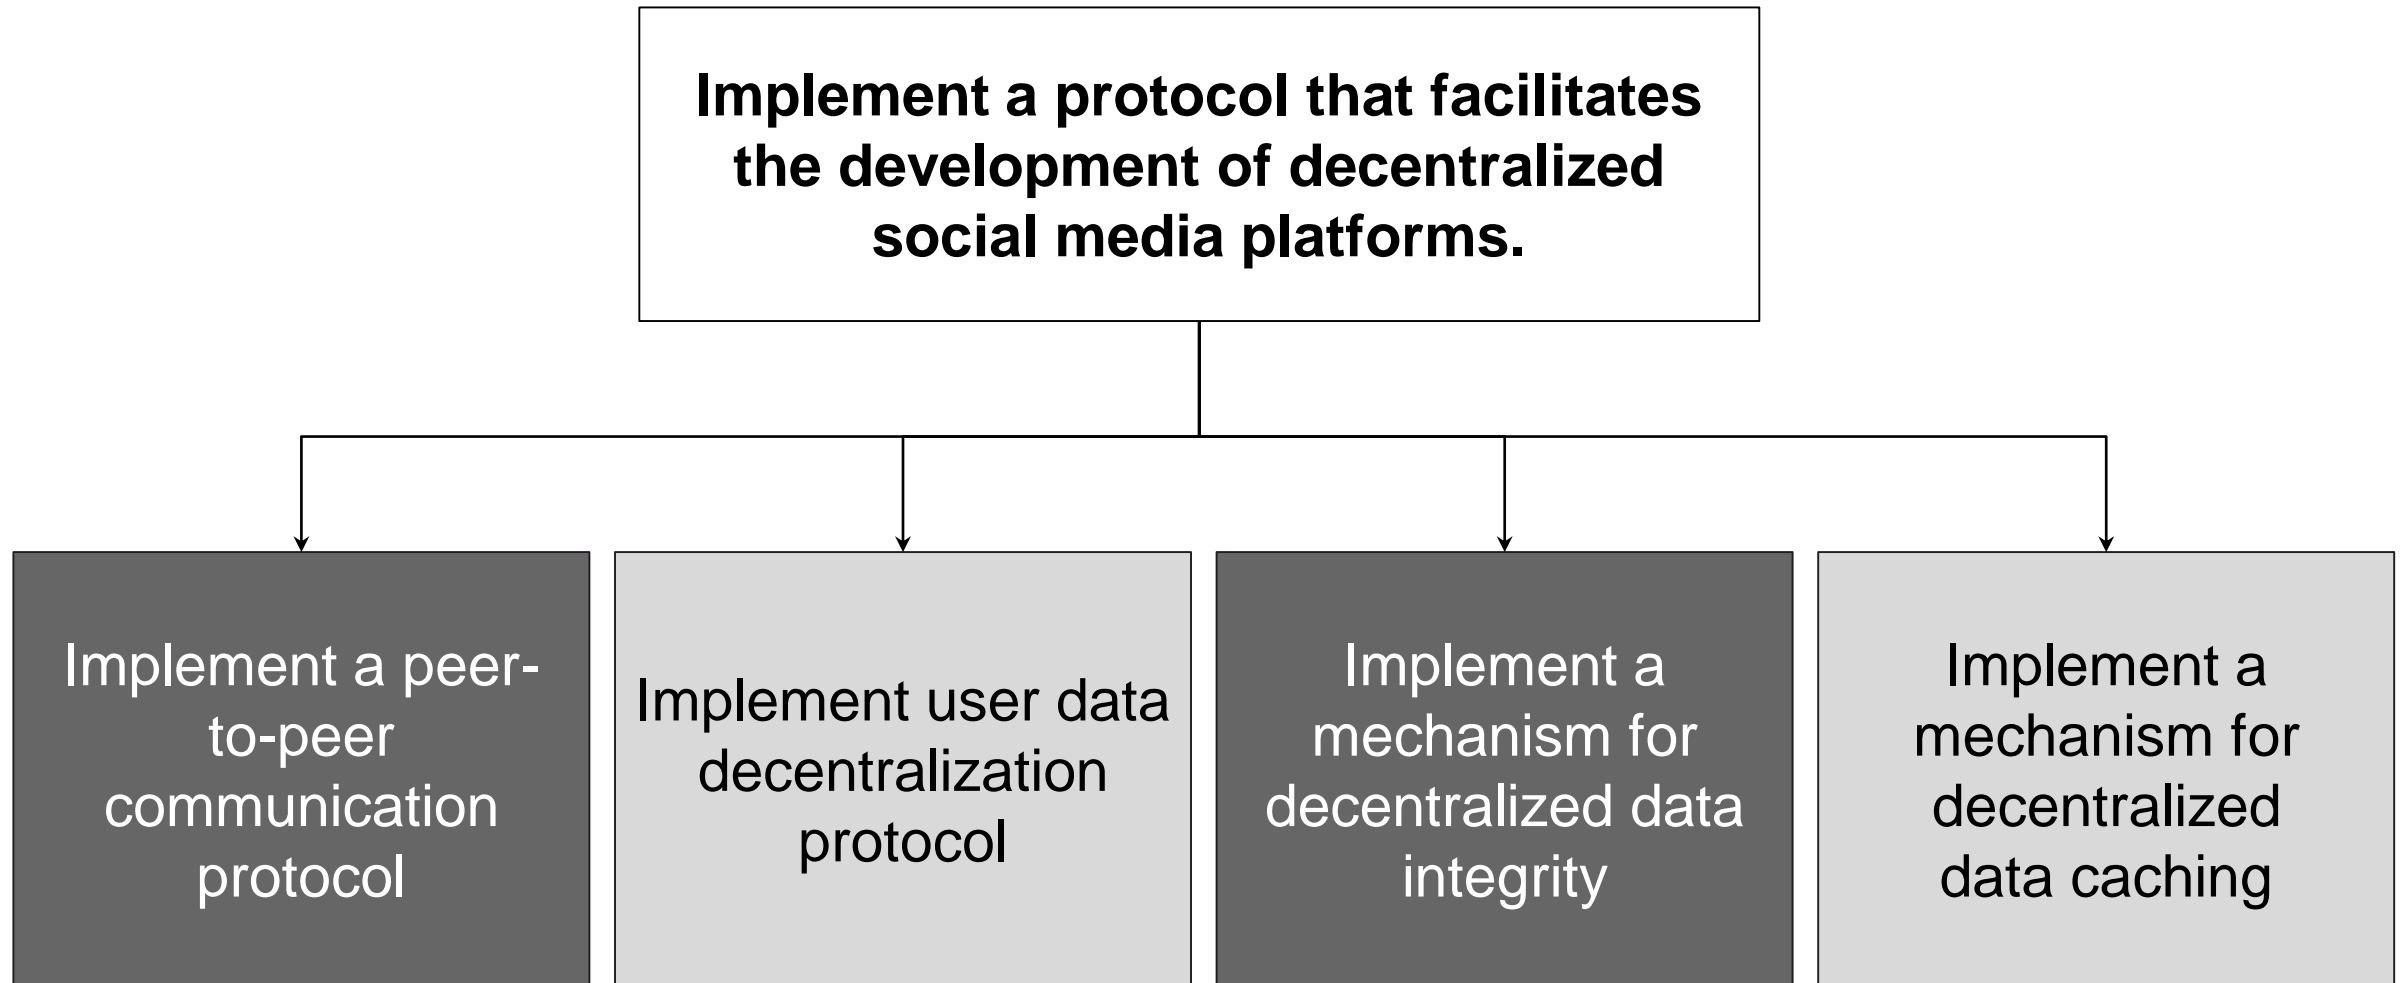 Implement a protocol that facilitates
the development of decentralized
social media platforms.
Implement a peer-
to-peer
communication
protocol
Implement user data
decentralization
protocol
Implement a
mechanism for
decentralized data
integrity
Implement a
mechanism for
decentralized
data caching